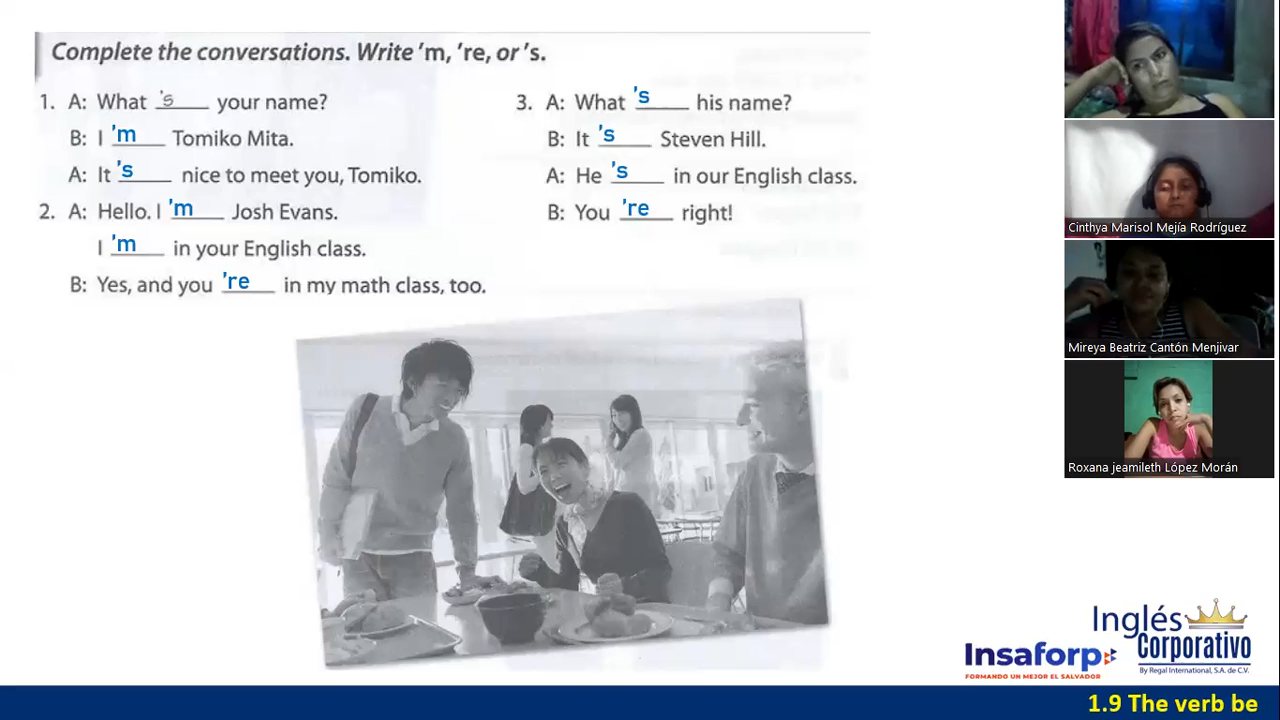 Complete the conversations. Write 'm, 're, or 's.
1. A: What 's your name?
B: I 'm Tomiko Mita.
A: It 's nice to meet you, Tomiko.
2. A: Hello. I 'm Josh Evans.
I 'm in your English class.
B: Yes, and you 're in my math class, too.
3. A: What 's his name?
B: It 's Steven Hill.
A: He 's in our English class.
B: You 're right!
Cinthya Marisol Mejía Rodríguez
Mireya Beatriz Cantón Menjivar
Roxana jeamileth López Morán
Insaforp
FORMANDO UN MEJOR EL SALVADOR
Inglés
Corporativo
By Regal International, S.A. de C.V.
1.9 The verb be